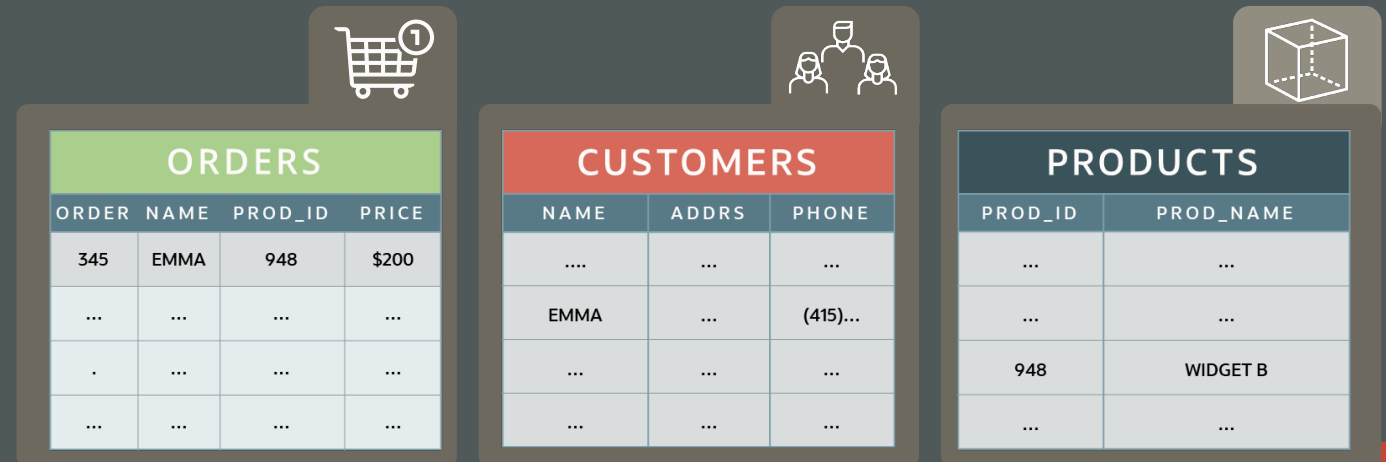 1
ORDERS
ORDER NAME PROD_ID PRICE
345 EMMA 948 $200
... ... ... ...
. ... ... ...
... ... ... ...
CUSTOMERS
NAME ADDRS PHONE
.... ... ...
EMMA ... (415)...
... ... ...
... ... ...
PRODUCTS
PROD_ID PROD_NAME
... ...
... ...
948 WIDGET B
... ...